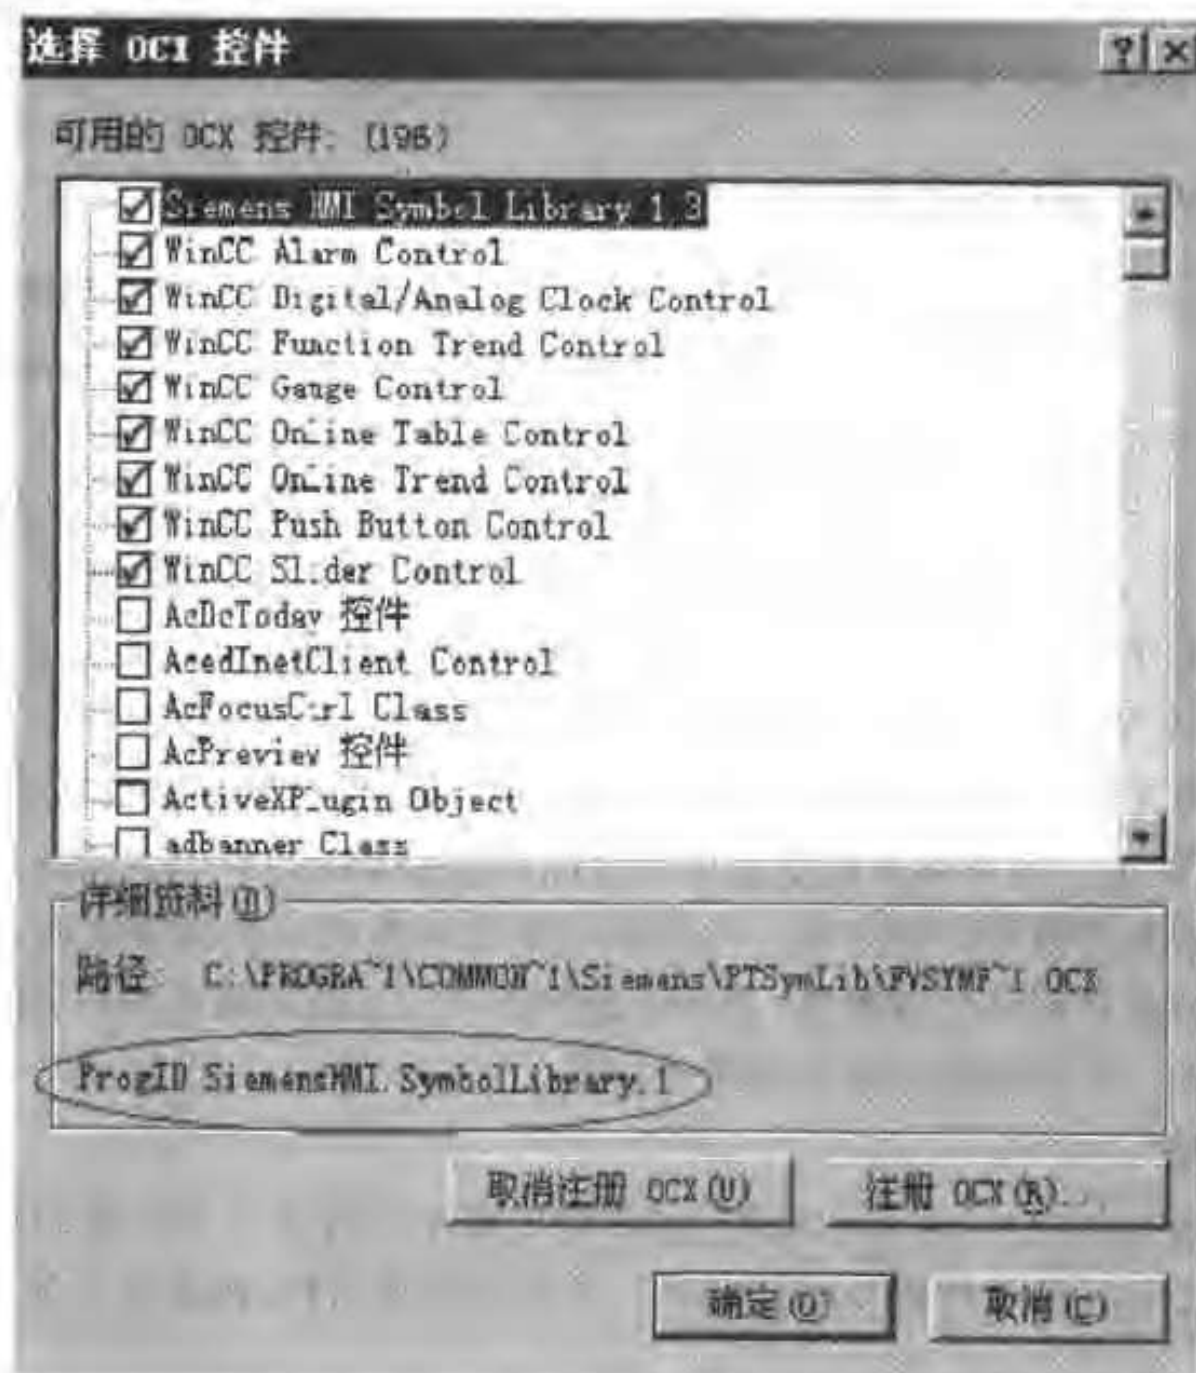 选择 OCX 控件
可用的 OCX 控件: (196)
Siemens HMI Symbol Library 1.3
WinCC Alarm Control
WinCC Digital/Analog Clock Control
WinCC Function Trend Control
WinCC Gauge Control
WinCC Online Table Control
WinCC Online Trend Control
WinCC Push Button Control
WinCC Slider Control
AcDcToday 控件
AcedInetClient Control
AcFocusCtrl Class
AcPreview 控件
ActiveXPlugin Object
adbanner Class
详细资料(D)
路径: C:\PROGRA~1\COMMON~1\Siemens\PTSymLib\
ProgID SiemensHMI.SymbolLibrary.1
取消注册 OCX(U)
注册 OCX(R)...
确定(O)
取消(C)